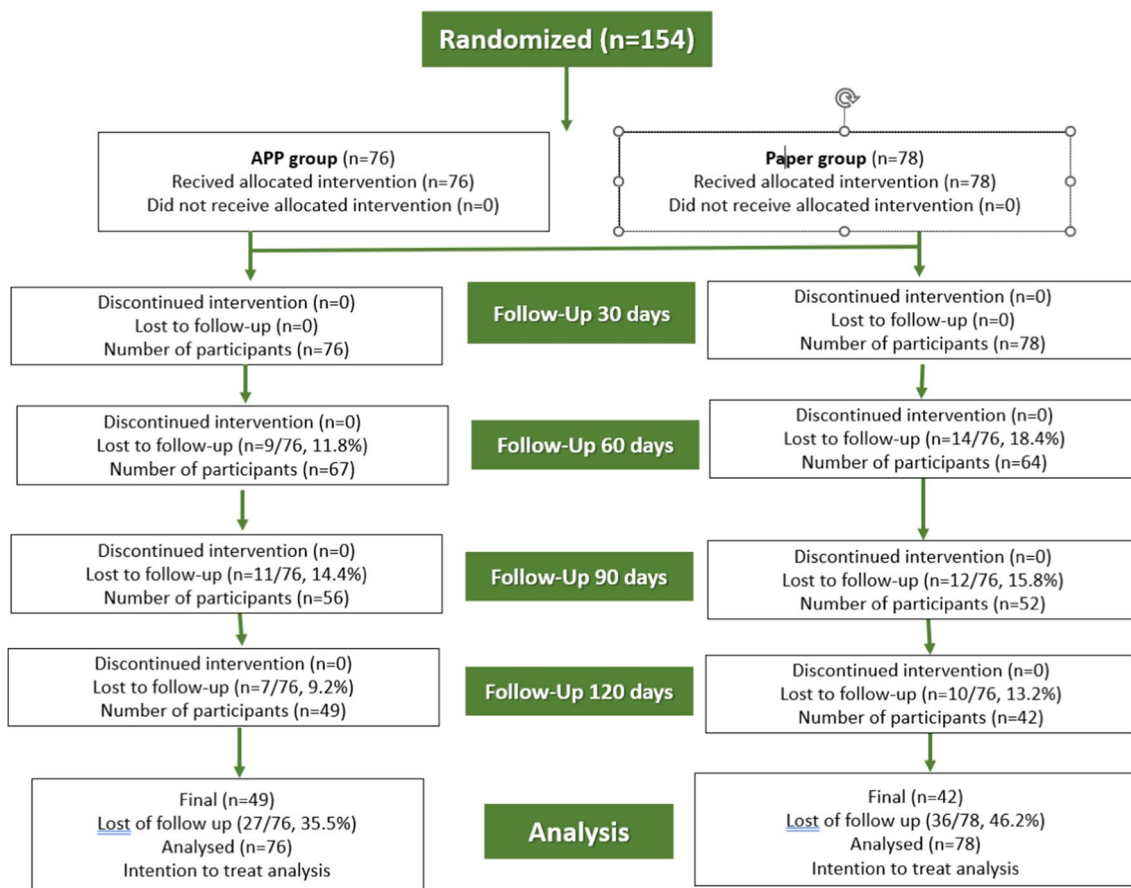 Randomized (n=154)
APP group (n=76)
Recived allocated intervention (n=76)
Did not receive allocated intervention (n=0)
Paper group (n=78)
Recived allocated intervention (n=78)
Did not receive allocated intervention (n=0)
Discontinued intervention (n=0)
Lost to follow-up (n=0)
Number of participants (n=76)
Follow-Up 30 days
Discontinued intervention (n=0)
Lost to follow-up (n=0)
Number of participants (n=78)
Discontinued intervention (n=0)
Lost to follow-up (n=9/76, 11.8%)
Number of participants (n=67)
Follow-Up 60 days
Discontinued intervention (n=0)
Lost to follow-up (n=14/76, 18.4%)
Number of participants (n=64)
Discontinued intervention (n=0)
Lost to follow-up (n=11/76, 14.4%)
Number of participants (n=56)
Follow-Up 90 days
Discontinued intervention (n=0)
Lost to follow-up (n=12/76, 15.8%)
Number of participants (n=52)
Discontinued intervention (n=0)
Lost to follow-up (n=7/76, 9.2%)
Number of participants (n=49)
Follow-Up 120 days
Discontinued intervention (n=0)
Lost to follow-up (n=10/76, 13.2%)
Number of participants (n=42)
Final (n=49)
Lost of follow up (27/76, 35.5%)
Analysed (n=76)
Intention to treat analysis
Analysis
Final (n=42)
Lost of follow up (36/78, 46.2%)
Analysed (n=78)
Intention to treat analysis